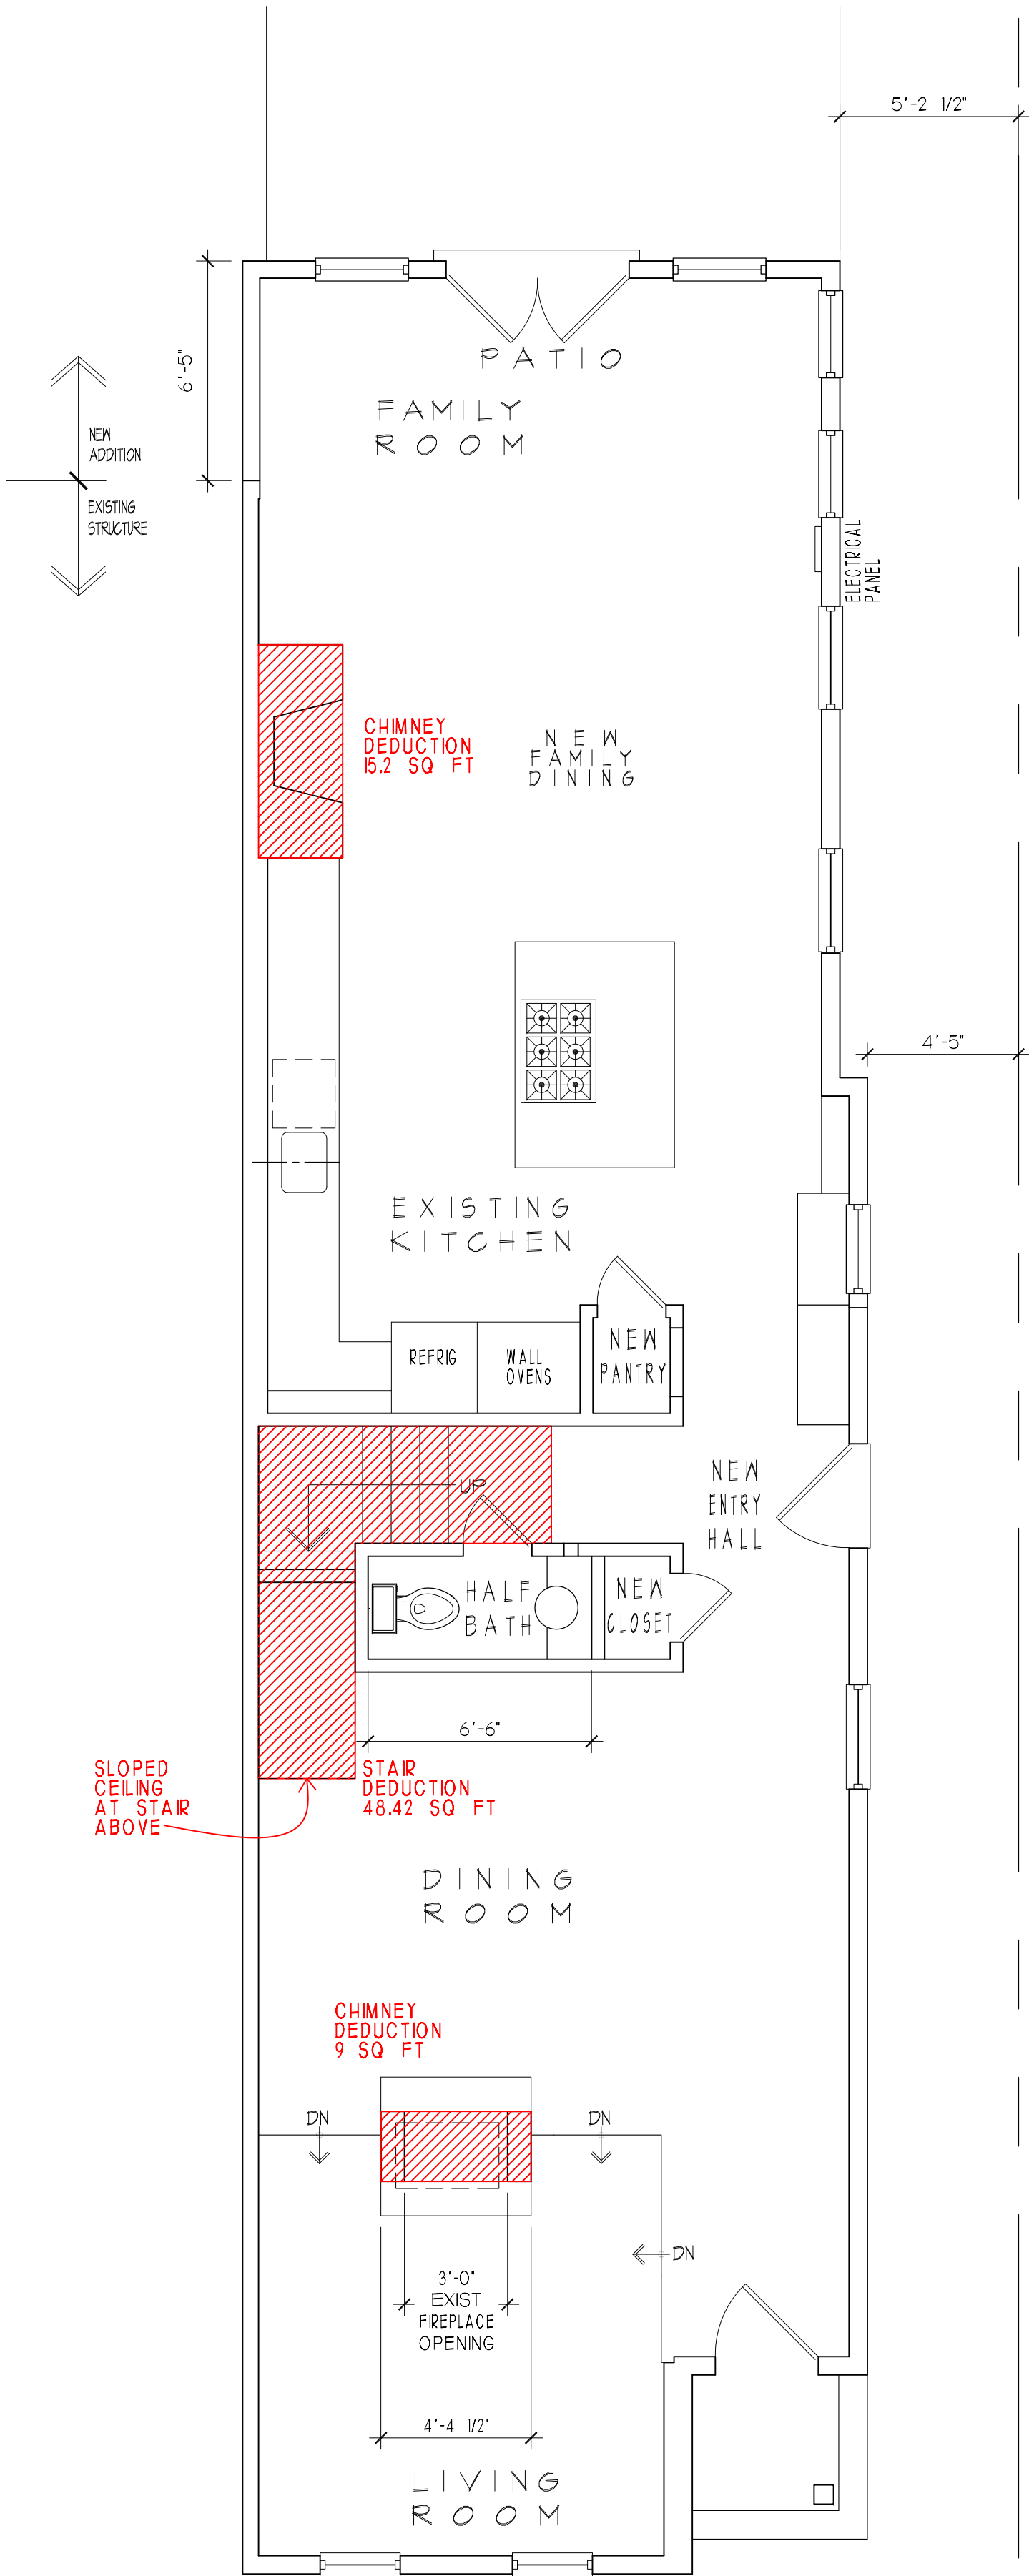 5'-2 1/2"
6'-5"
PATIO
FAMILY
ROOM
NEW
ADDITION
EXISTING
STRUCTURE
ELECTRICAL
PANEL
CHIMNEY
DEDUCTION
15.2 SQ FT
NEW
FAMILY
DINING
4'-5"
EXISTING
KITCHEN
REFRIG
WALL
OVENS
NEW
PANTRY
UP
NEW
ENTRY
HALL
HALF
BATH
NEW
CLOSET
6'-6"
SLOPED
CEILING
AT STAIR
ABOVE
STAIR
DEDUCTION
48.42 SQ FT
DINING
ROOM
CHIMNEY
DEDUCTION
9 SQ FT
DN
DN
DN
3'-0"
EXIST
FIREPLACE
OPENING
4'-4 1/2"
LIVING
ROOM